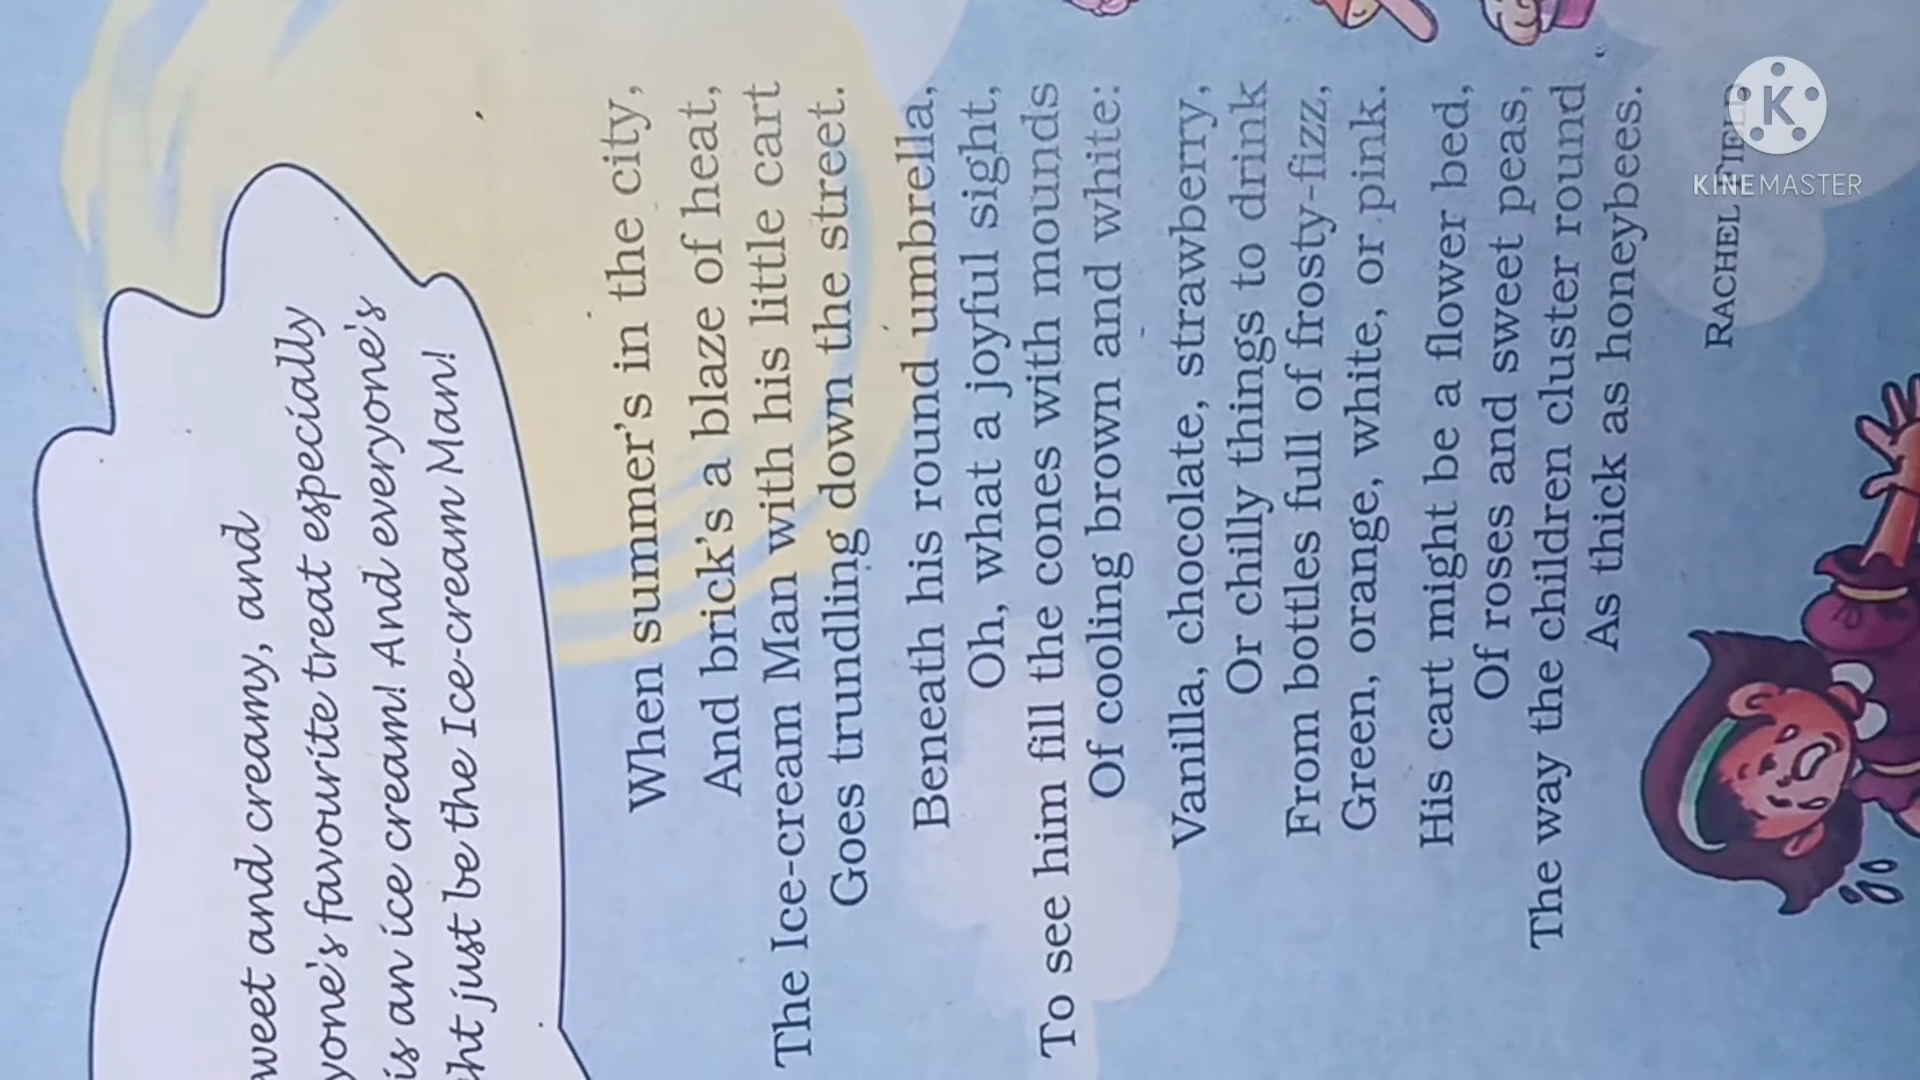 weet and creamy, and
yone's favourite treat especially
is an ice cream! And everyone's
ht just be the Ice-cream Man!
When summer's in the city,
And brick's a blaze of heat,
The Ice-cream Man with his little cart
Goes trundling down the street.
Beneath his round umbrella,
Oh, what a joyful sight,
To see him fill the cones with mounds
Of cooling brown and white:
Vanilla, chocolate, strawberry,
Or chilly things to drink
From bottles full of frosty-fizz,
Green, orange, white, or pink.
His cart might be a flower bed,
Of roses and sweet peas,
The way the children cluster round
As thick as honeybees.
RACHEL FIELD
K
KINEMASTER